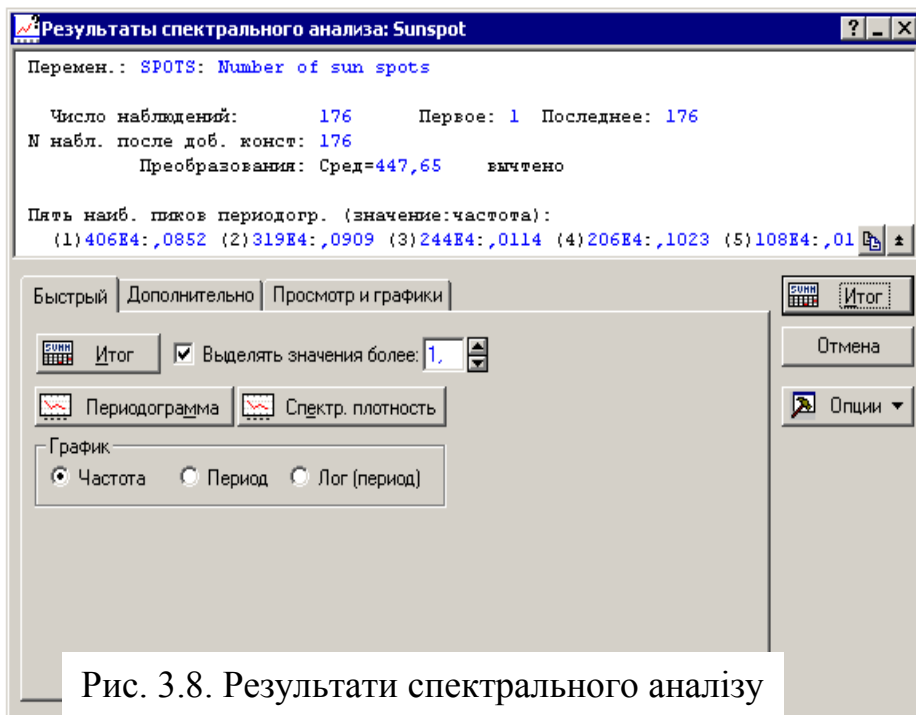 Результаты спектрального анализа: Sunspot
Перемен.: SPOTS: Number of sun spots
Число наблюдений: 176 Первое: 1 Последнее: 176
N набл. после доб. конст: 176
Преобразования: Сред=447,65 вычтено
Пять наиб. пиков периодогр. (значение:частота):
(1)406E4:,0852 (2)319E4:,0909 (3)244E4:,0114 (4)206E4:,1023 (5)108E4:,01
Быстрый Дополнительно Просмотр и графики
SUMM Итог
SUMM Итог Выделять значения более: 1,
Отмена
Периодограмма Спектр. плотность
Опции
График
Частота Период Лог (период)
Рис. 3.8. Результати спектрального аналізу